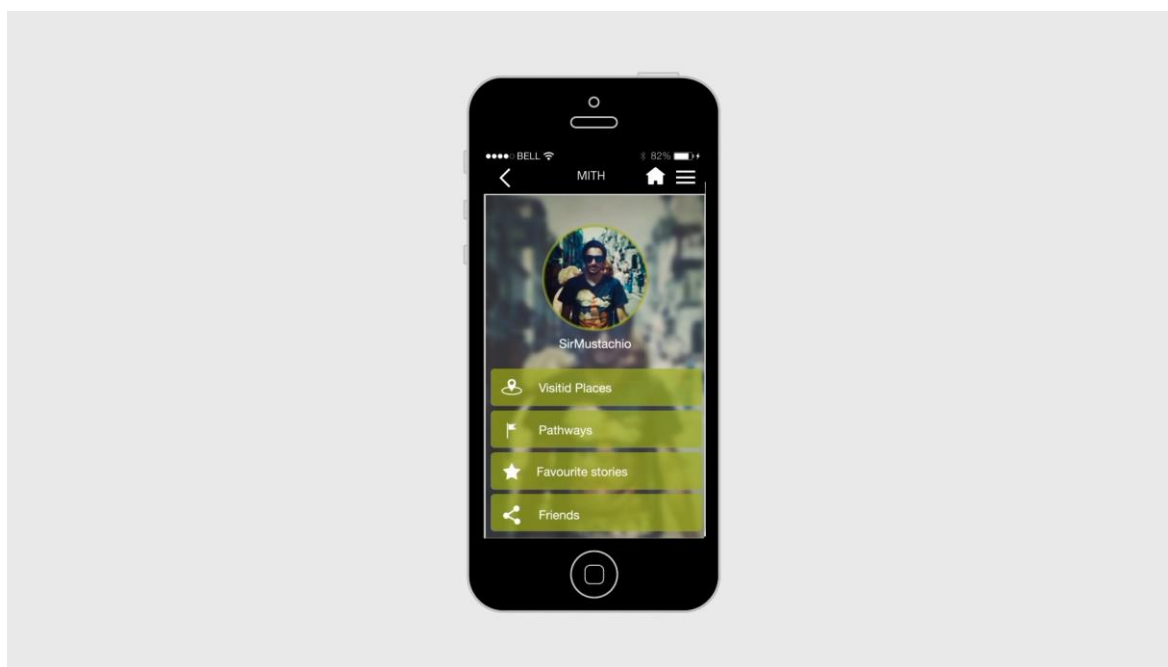 BELL 82%
MITH
SirMustachio
Visitid Places
Pathways
Favourite stories
Friends